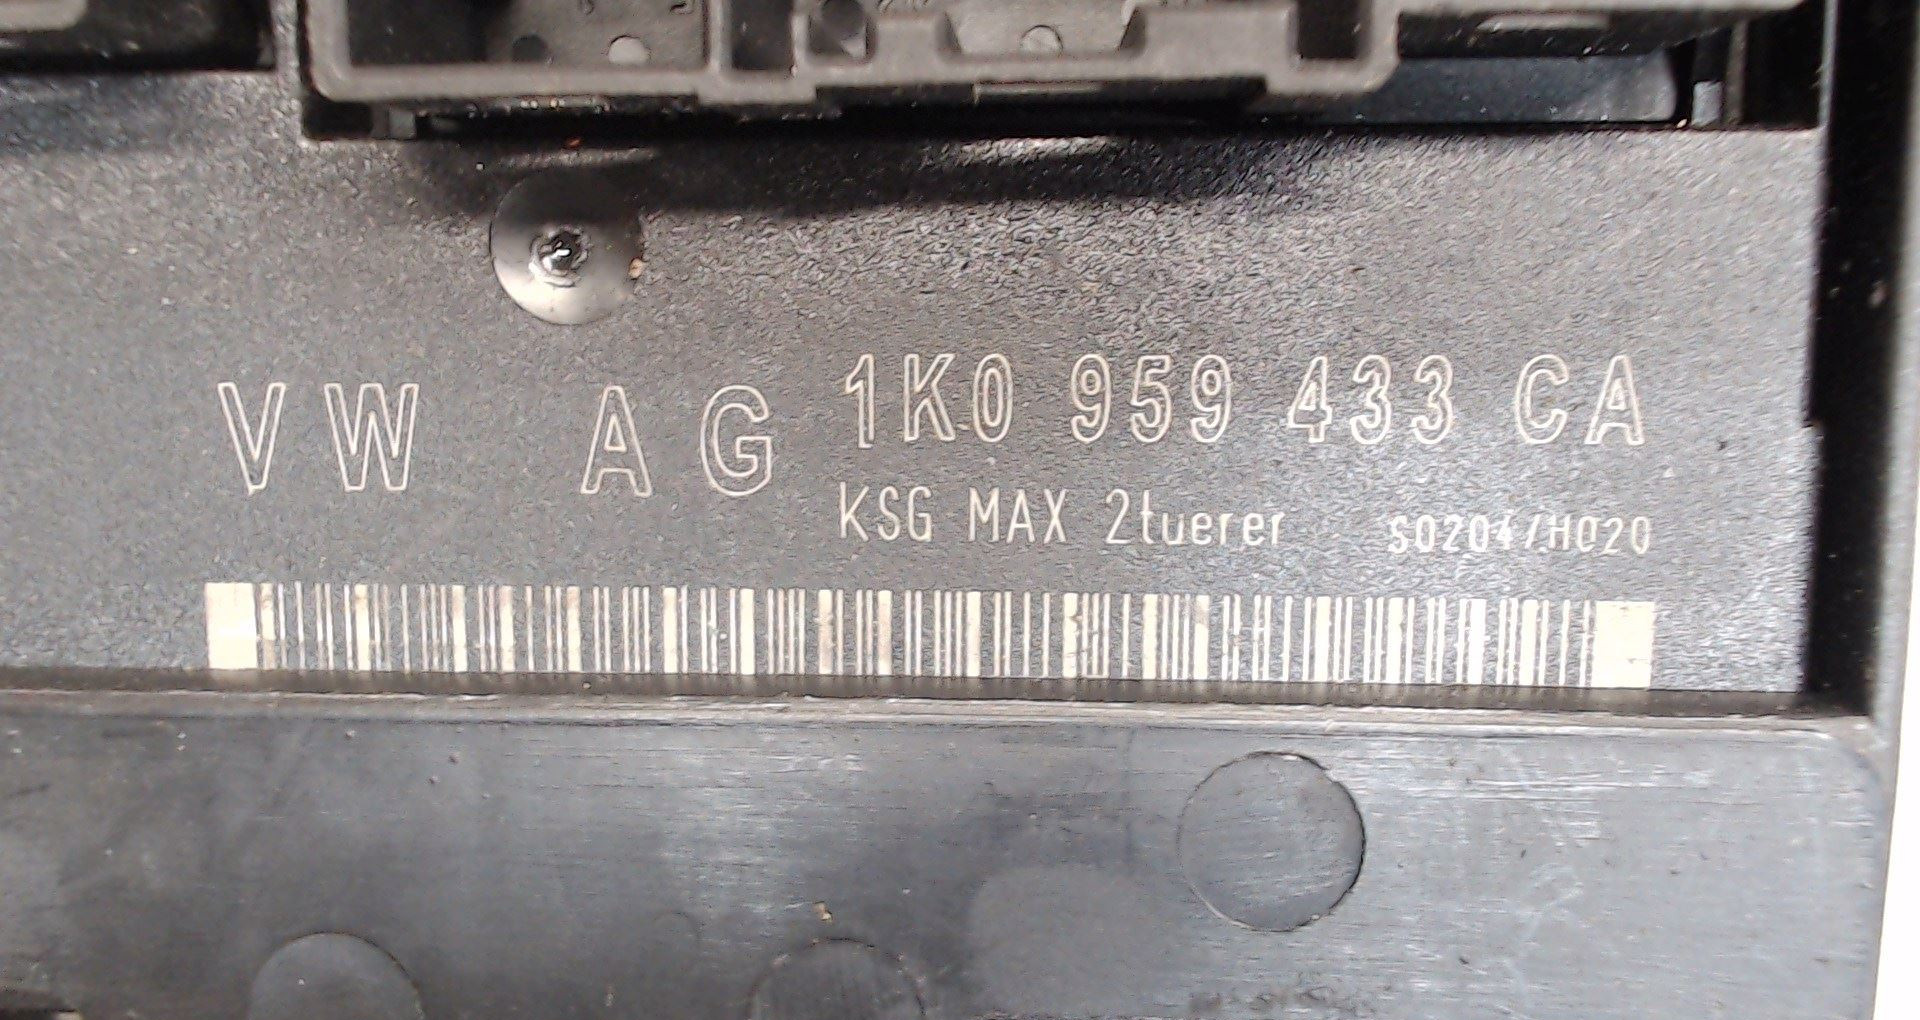 VW AG 1K0 959 433 CA
KSG MAX 2tuerer S0204/H020